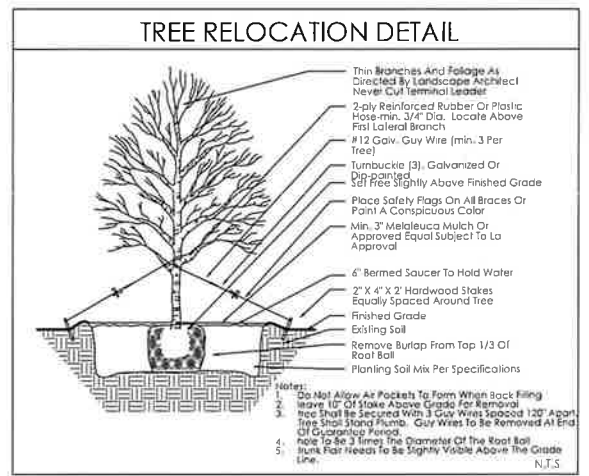 TREE RELOCATION DETAIL
Thin Branches And Foliage As
Directed By Landscape Architect
Never Cut Terminal Leader
2-ply Reinforced Rubber Or Plastic
Hose-min. 3/4" Dia. Locate Above
First Lateral Branch
#12 Galv. Guy Wire (min. 3 Per
Tree)
Turnbuckle (3), Galvanized Or
Dip-painted
Set Tree Slightly Above Finished Grade
Place Safety Flags On All Braces Or
Paint A Conspicuous Color
Min. 3" Melaleuca Mulch Or
Approved Equal Subject To La
Approval
6" Bermed Saucer To Hold Water
2" X 4" X 2' Hardwood Stakes
Equally Spaced Around Tree
Finished Grade
Existing Soil
Remove Burlap From Top 1/3 Of
Root Ball
Planting Soil Mix Per Specifications
Notes:
1. Do Not Allow Air Pockets To Form When Back Filling
2. leave 10" Of Stake Above Grade For Removal
3. tree Shall Be Secured With 3 Guy Wires Spaced 120° Apart.
Tree Shall Stand Plumb. Guy Wires To Be Removed At End
Of Guarantee Period.
4. hole To Be 3 Times The Diameter Of The Root Ball
5. trunk Flair Needs To Be Slightly Visible Above The Grade
Line.
N.T.S